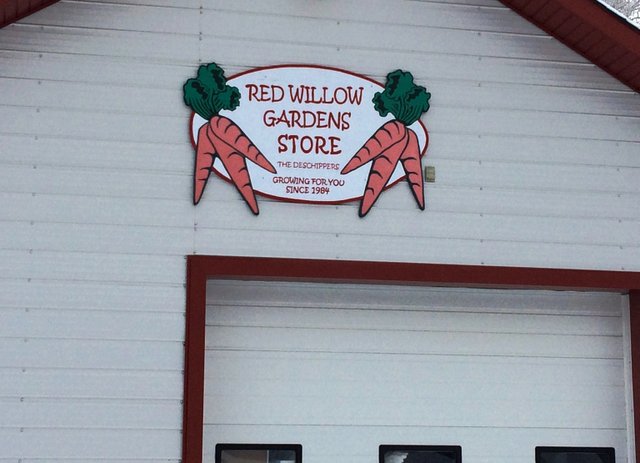 RED WILLOW
GARDENS
STORE
THE DESCHIPPERS
GROWING FOR YOU
SINCE 1984